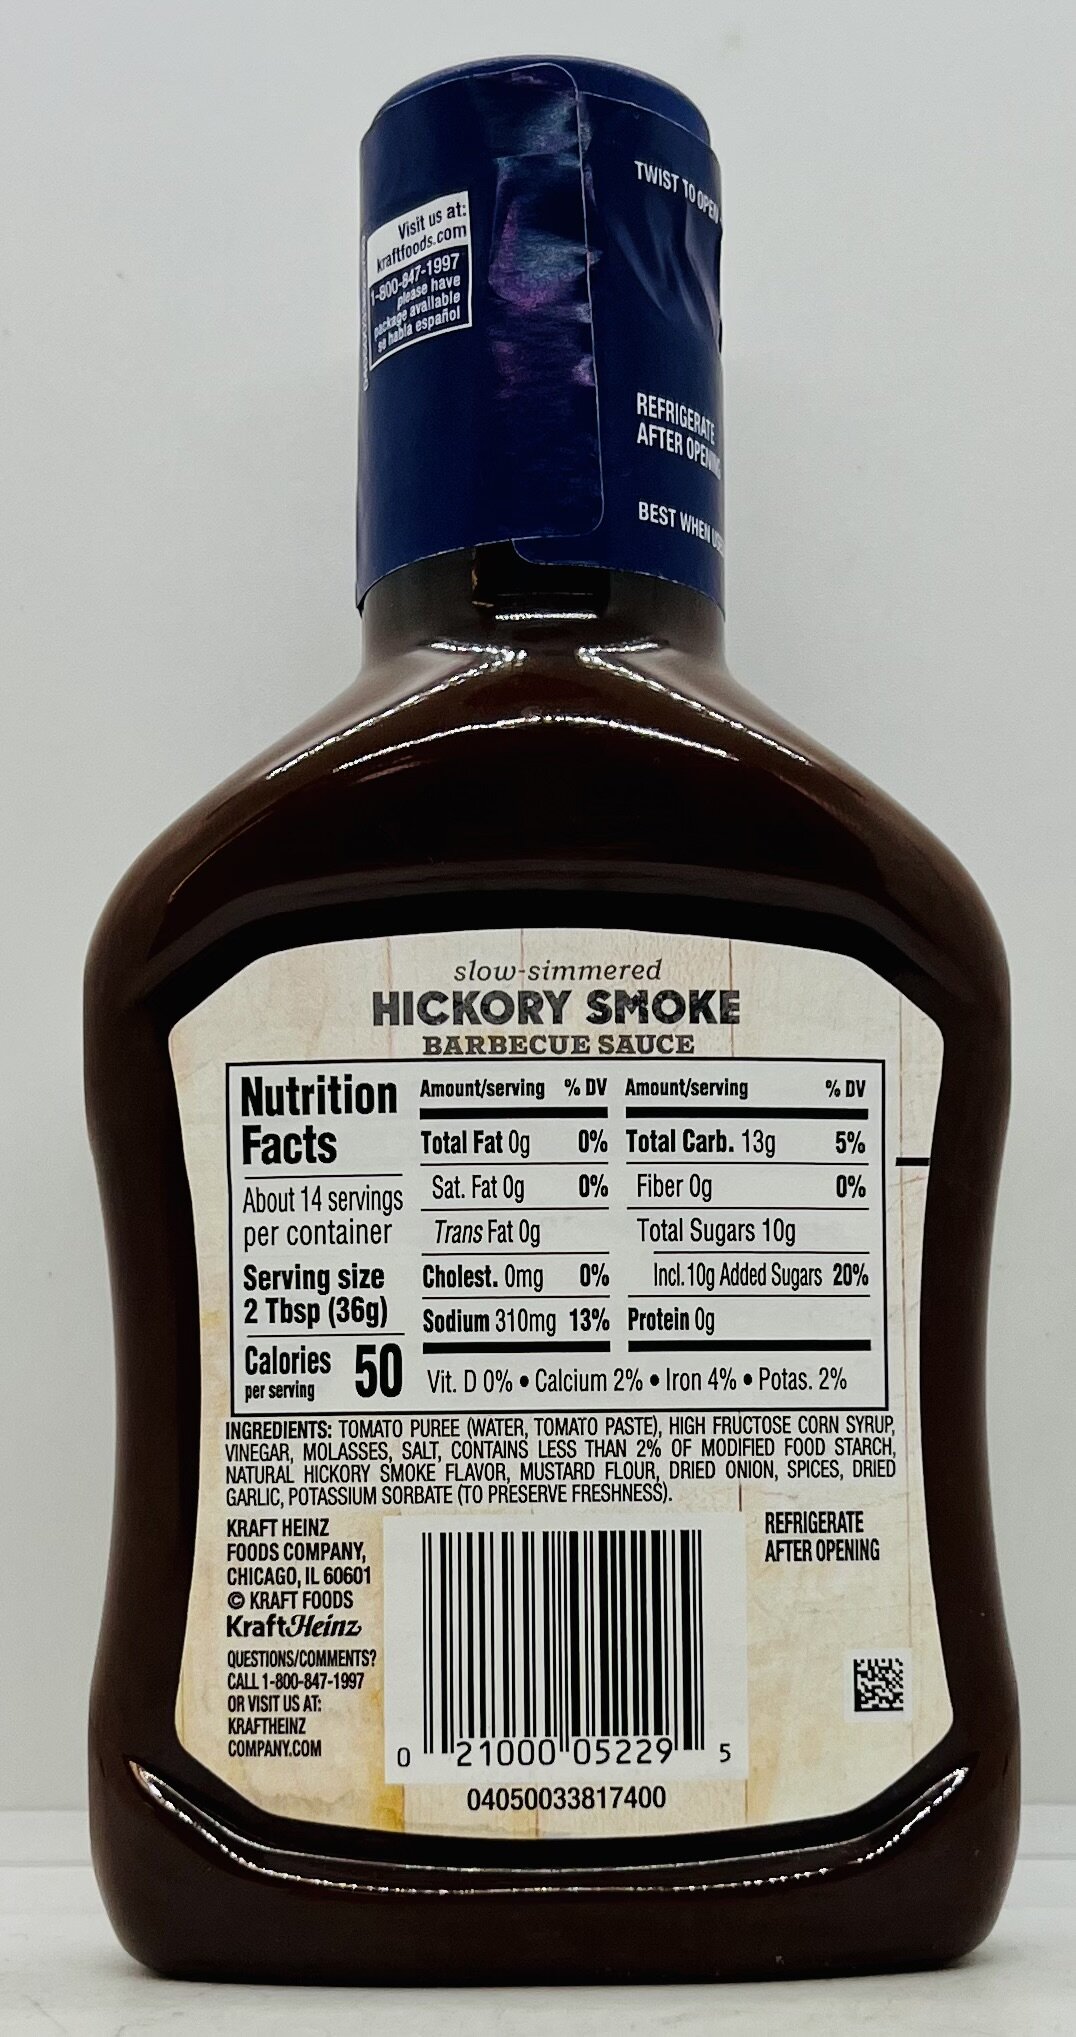 Visit us at:
kraftfoods.com
1-800-847-1997
please have
package available
se habla español
TWIST TO OPEN
REFRIGERATE
AFTER OPENING
BEST WHEN
slow-simmered
HICKORY SMOKE
BARBECUE SAUCE
Nutrition
Facts
About 14 servings
per container
Serving size
2 Tbsp (36g)
Calories 50
per serving
Amount/serving % DV
Total Fat 0g 0%
Sat. Fat 0g 0%
Trans Fat 0g
Cholest. 0mg 0%
Sodium 310mg 13%
Amount/serving % DV
Total Carb. 13g 5%
Fiber 0g 0%
Total Sugars 10g
Incl. 10g Added Sugars 20%
Protein 0g
Vit. D 0% • Calcium 2% • Iron 4% • Potas. 2%
INGREDIENTS: TOMATO PUREE (WATER, TOMATO PASTE), HIGH FRUCTOSE CORN SYRUP,
VINEGAR, MOLASSES, SALT, CONTAINS LESS THAN 2% OF MODIFIED FOOD STARCH,
NATURAL HICKORY SMOKE FLAVOR, MUSTARD FLOUR, DRIED ONION, SPICES, DRIED
GARLIC, POTASSIUM SORBATE (TO PRESERVE FRESHNESS).
KRAFT HEINZ
FOODS COMPANY,
CHICAGO, IL 60601
© KRAFT FOODS
KraftHeinz
QUESTIONS/COMMENTS?
CALL 1-800-847-1997
OR VISIT US AT:
KRAFTHEINZ
COMPANY.COM
REFRIGERATE
AFTER OPENING
0 21000 05229 5
04050033817400